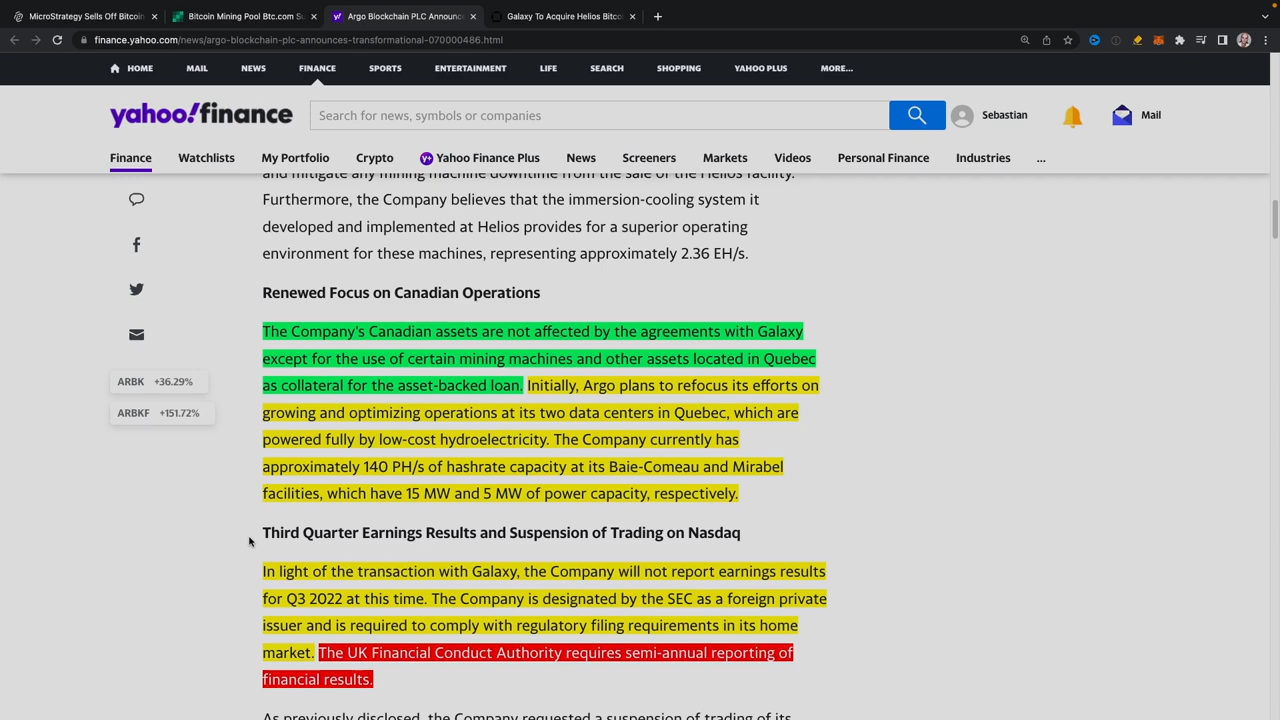 MicroStrategy Sells Off Bitcoin
Bitcoin Mining Pool Btc.com Su
Argo Blockchain PLC Announce
Galaxy To Acquire Helios Bitcoi
finance.yahoo.com/news/argo-blockchain-plc-announces-transformational-070000486.html
HOME MAIL NEWS FINANCE SPORTS ENTERTAINMENT LIFE SEARCH SHOPPING YAHOO PLUS MORE...
yahoo!finance
Search for news, symbols or companies
Sebastian
Mail
Finance Watchlists My Portfolio Crypto Y+ Yahoo Finance Plus News Screeners Markets Videos Personal Finance Industries ...
and mitigate any mining machine downtime from the sale of the Helios facility.
Furthermore, the Company believes that the immersion-cooling system it
developed and implemented at Helios provides for a superior operating
environment for these machines, representing approximately 2.36 EH/s.
Renewed Focus on Canadian Operations
The Company's Canadian assets are not affected by the agreements with Galaxy
except for the use of certain mining machines and other assets located in Quebec
as collateral for the asset-backed loan. Initially, Argo plans to refocus its efforts on
growing and optimizing operations at its two data centers in Quebec, which are
powered fully by low-cost hydroelectricity. The Company currently has
approximately 140 PH/s of hashrate capacity at its Baie-Comeau and Mirabel
facilities, which have 15 MW and 5 MW of power capacity, respectively.
ARBK +36.29%
ARBKF +151.72%
Third Quarter Earnings Results and Suspension of Trading on Nasdaq
In light of the transaction with Galaxy, the Company will not report earnings results
for Q3 2022 at this time. The Company is designated by the SEC as a foreign private
issuer and is required to comply with regulatory filing requirements in its home
market. The UK Financial Conduct Authority requires semi-annual reporting of
financial results.
As previously disclosed, the Company requested a suspension of trading of its